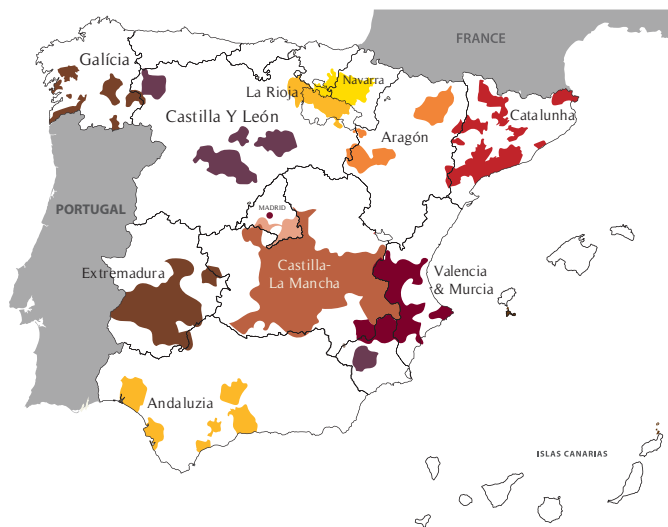 FRANCE
Galícia
Navarra
La Rioja
Castilla Y León
Catalunha
Aragón
PORTUGAL
MADRID
Extremadura
Castilla-
La Mancha
Valencia
& Murcia
Andaluzia
ISLAS CANARIAS